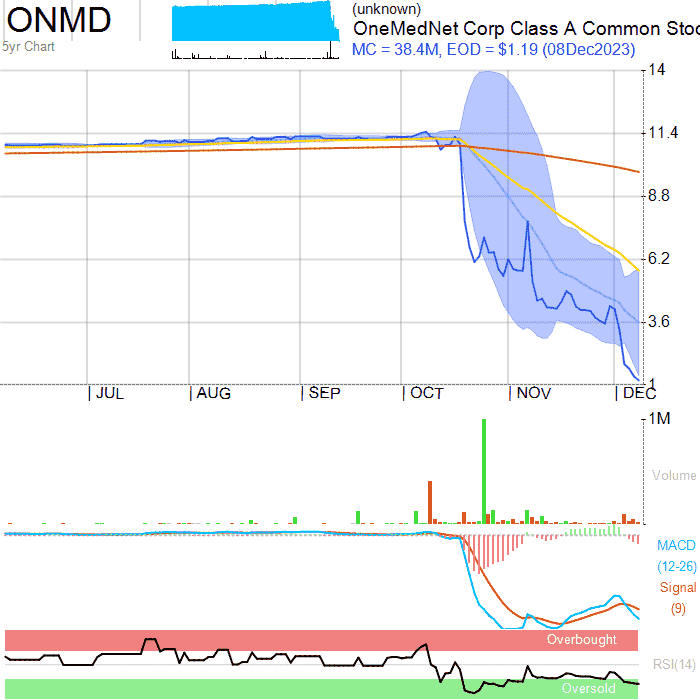 ONMD
5yr Chart
(unknown)
OneMedNet Corp Class A Common Stoc
MC = 38.4M, EOD = $1.19 (08Dec2023)
14
11.4
8.8
6.2
3.6
1
JUL
AUG
SEP
OCT
NOV
DEC
1M
Volume
MACD
(12-26)
Signal
(9)
Overbought
RSI(14)
Oversold